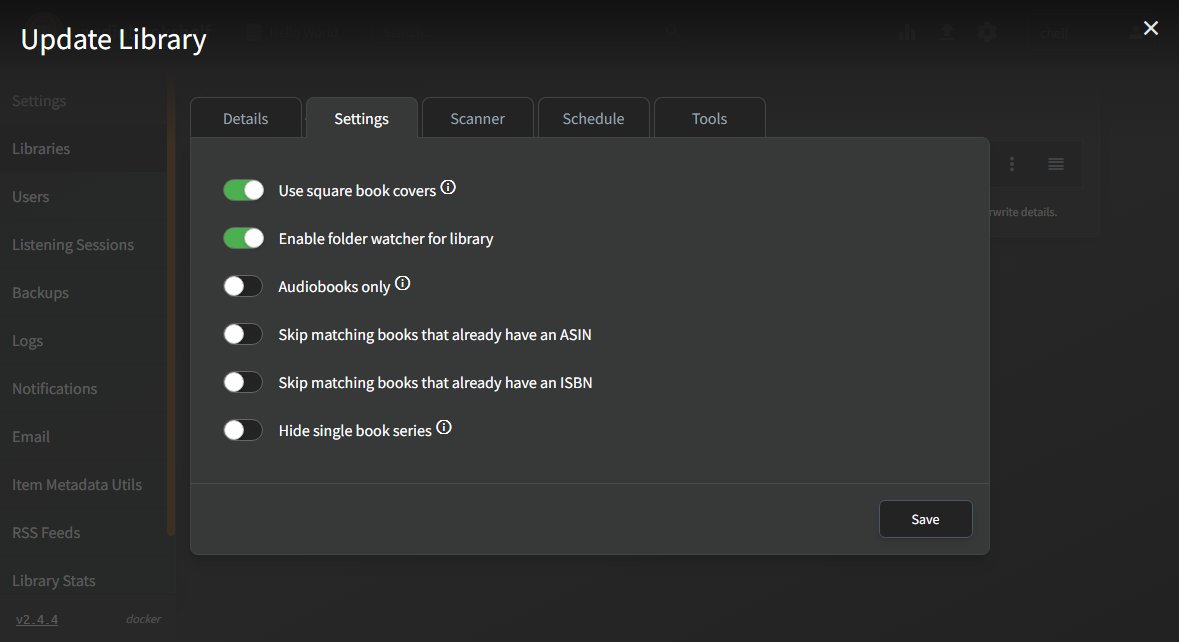 Update Library
Settings
Libraries
Users
Listening Sessions
Backups
Logs
Notifications
Email
Item Metadata Utils
RSS Feeds
Library Stats
v2.4.4
docker
Details
Settings
Scanner
Schedule
Tools
Use square book covers
Enable folder watcher for library
Audiobooks only
Skip matching books that already have an ASIN
Skip matching books that already have an ISBN
Hide single book series
details.
Save